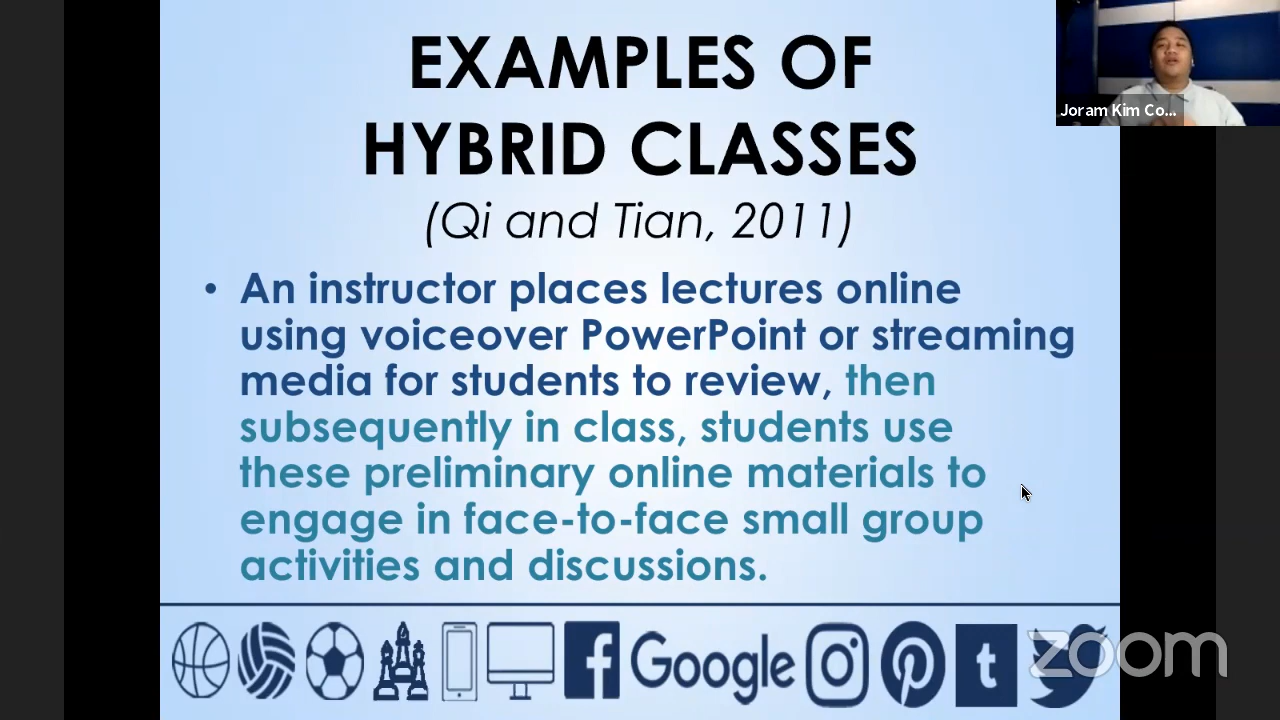 EXAMPLES OF
HYBRID CLASSES
(Qi and Tian, 2011)
Joram Kim Co...
• An instructor places lectures online
using voiceover PowerPoint or streaming
media for students to review, then
subsequently in class, students use
these preliminary online materials to
engage in face-to-face small group
activities and discussions.
Google
zoom